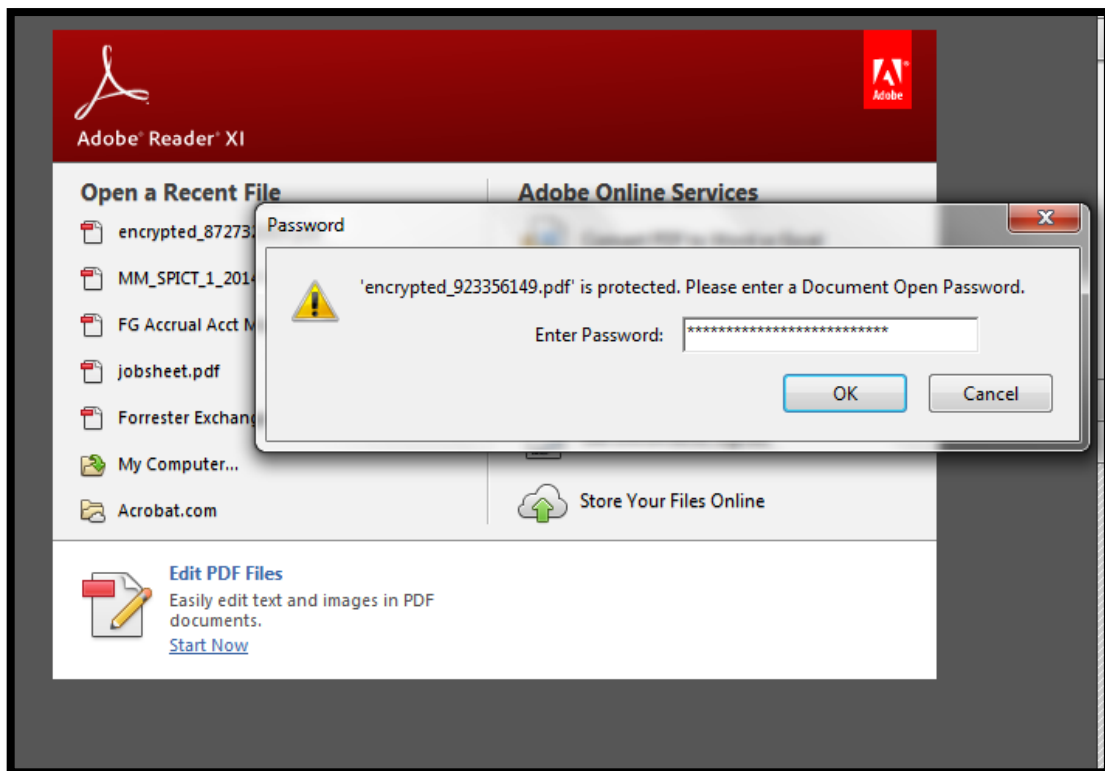 Adobe
Adobe® Reader® XI
Open a Recent File
Adobe Online Services
encrypted_87273
Password
MM_SPICT_1_201
'encrypted_923356149.pdf' is protected. Please enter a Document Open Password.
FG Accrual Acct
Enter Password: **************************
jobsheet.pdf
OK
Cancel
Forrester Exchang
My Computer...
Store Your Files Online
Acrobat.com
Edit PDF Files
Easily edit text and images in PDF
documents.
Start Now